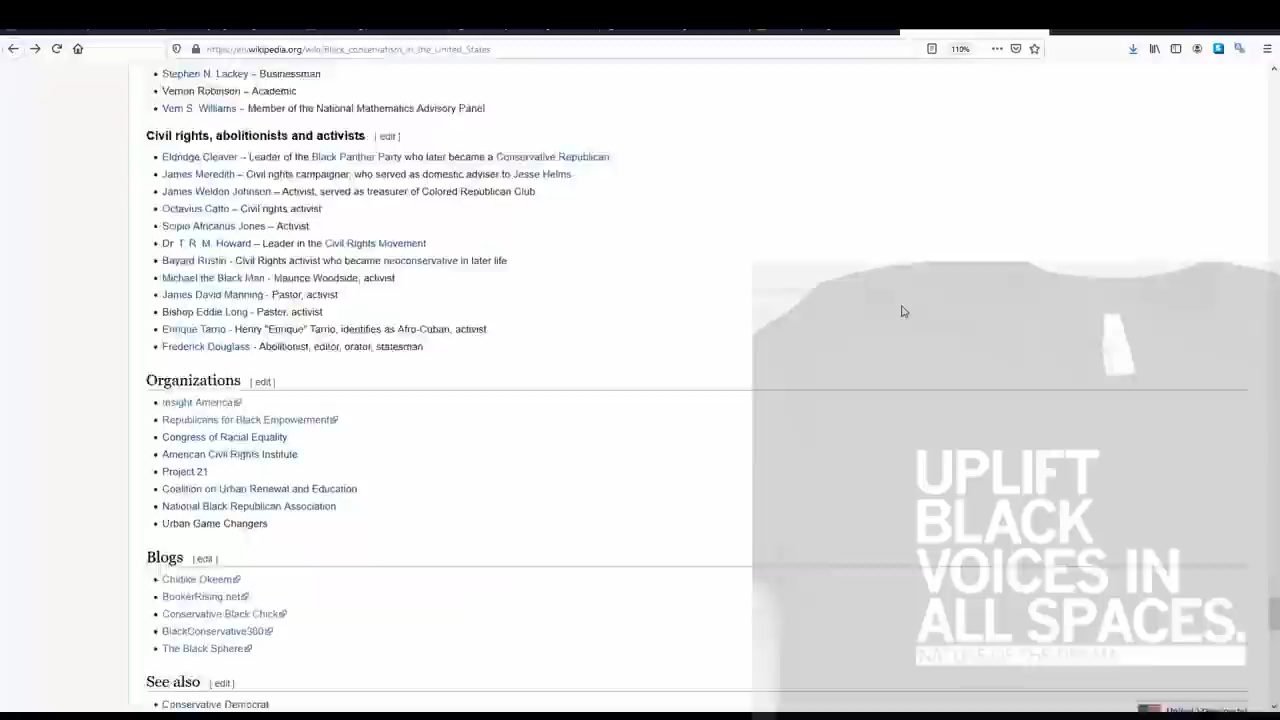 https://en.wikipedia.org/wiki/Black_conservatism_in_the_United_States
110%
Stephen N. Lackey – Businessman
Vernon Robinson – Academic
Vern S. Williams – Member of the National Mathematics Advisory Panel
Civil rights, abolitionists and activists [ edit ]
Eldridge Cleaver – Leader of the Black Panther Party who later became a Conservative Republican
James Meredith – Civil rights campaigner, who served as domestic adviser to Jesse Helms
James Weldon Johnson – Activist, served as treasurer of Colored Republican Club
Octavius Catto – Civil rights activist
Scipio Africanus Jones – Activist
Dr. T. R. M. Howard – Leader in the Civil Rights Movement
Bayard Rustin - Civil Rights activist who became neoconservative in later life
Michael the Black Man - Maurice Woodside, activist
James David Manning - Pastor, activist
Bishop Eddie Long - Pastor, activist
Enrique Tarrio - Henry "Enrique" Tarrio, identifies as Afro-Cuban, activist
Frederick Douglass - Abolitionist, editor, orator, statesman
Organizations [ edit ]
Insight America
Republicans for Black Empowerment
Congress of Racial Equality
American Civil Rights Institute
Project 21
Coalition on Urban Renewal and Education
National Black Republican Association
Urban Game Changers
Blogs [ edit ]
Chidike Okeem
BookerRising.net
Conservative Black Chick
BlackConservative360
The Black Sphere
See also [ edit ]
Conservative Democrat
UPLIFT
BLACK
VOICES IN
ALL SPACES.